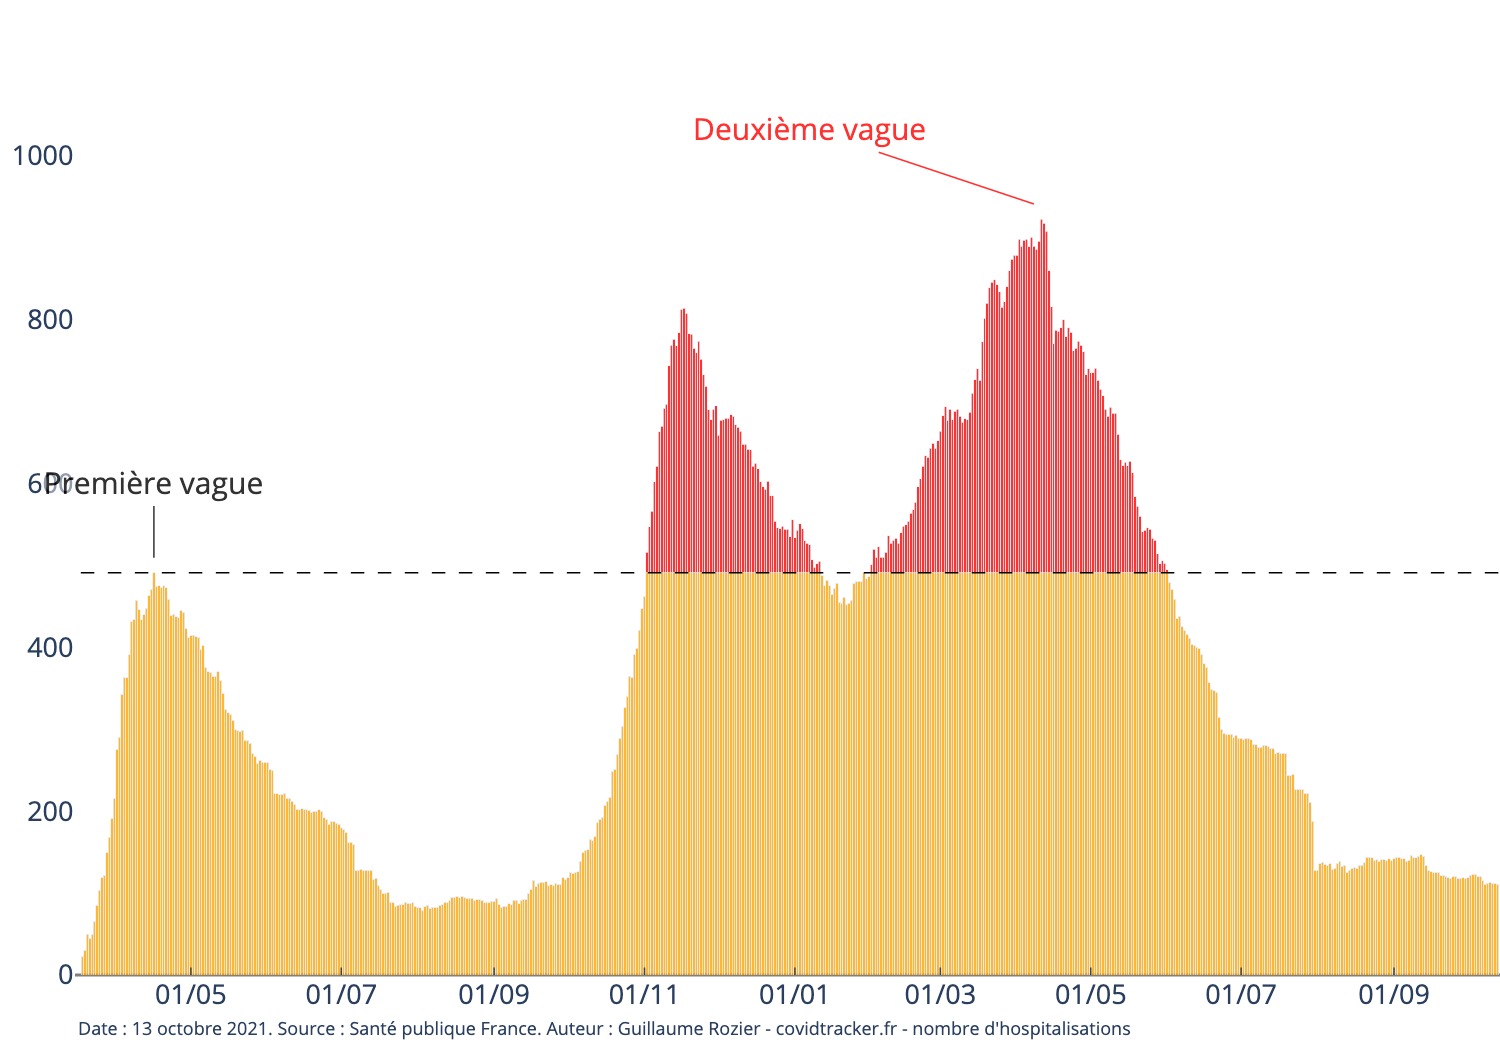 Deuxième vague
1000
800
600
Première vague
400
200
0
01/05 01/07 01/09 01/11 01/01 01/03 01/05 01/07 01/09
Date : 13 octobre 2021. Source : Santé publique France. Auteur : Guillaume Rozier - covidtracker.fr - nombre d'hospitalisations